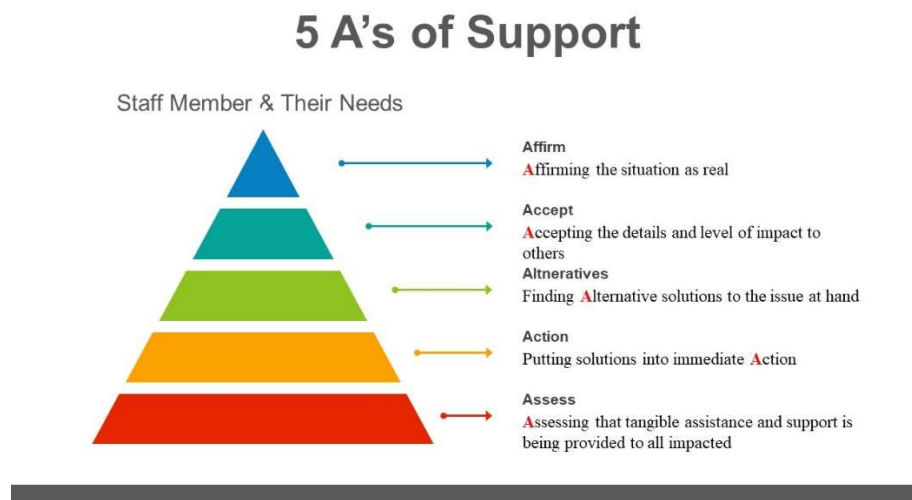 5 A's of Support
Staff Member & Their Needs
Affirm
Affirming the situation as real
Accept
Accepting the details and level of impact to
others
Altneratives
Finding Alternative solutions to the issue at hand
Action
Putting solutions into immediate Action
Assess
Assessing that tangible assistance and support is
being provided to all impacted